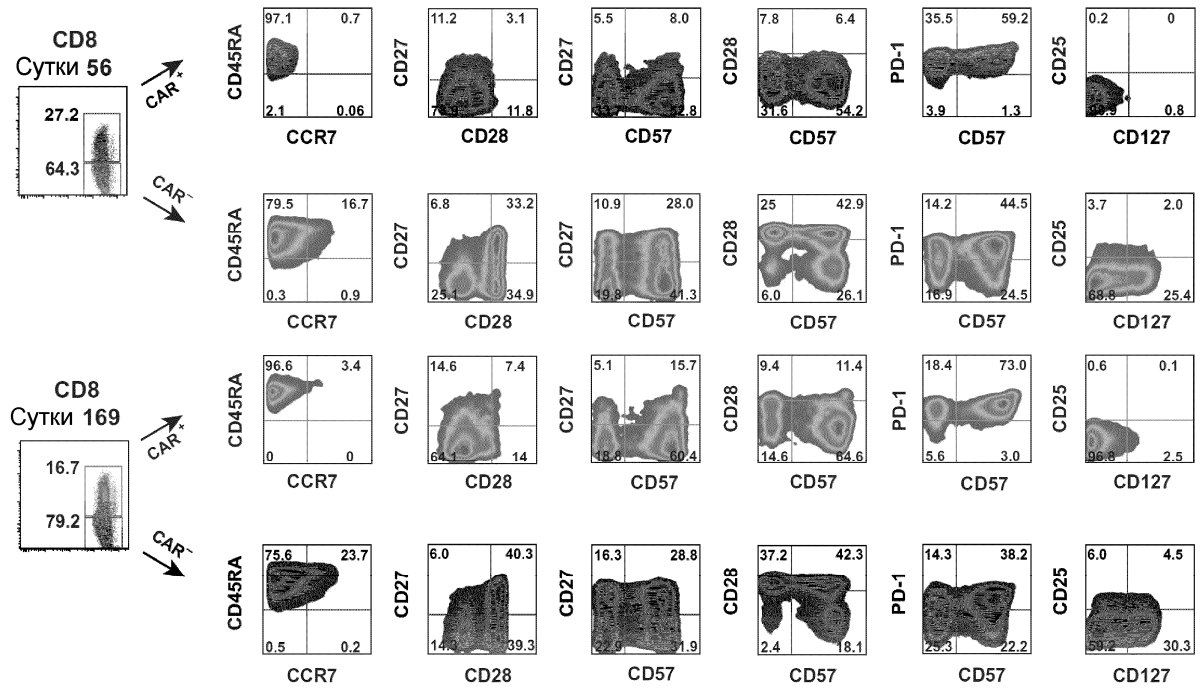 CD8
Сутки 56
27.2
64.3
CAR+
CAR−
97.1 0.7
CD45RA
2.1 0.06
CCR7
11.2 3.1
CD27
11.8
CD28
5.5 8.0
CD27
52.8
CD57
7.8 6.4
CD28
31.6 54.2
CD57
35.5 59.2
PD-1
3.9 1.3
CD57
0.2 0
CD25
0.8
CD127
79.5 16.7
CD45RA
0.3 0.9
CCR7
6.8 33.2
CD27
25.1 34.9
CD28
10.9 28.0
CD27
19.8 41.3
CD57
25 42.9
CD28
6.0 26.1
CD57
14.2 44.5
PD-1
16.9 24.5
CD57
3.7 2.0
CD25
68.8 25.4
CD127
CD8
Сутки 169
16.7
79.2
CAR+
CAR−
96.6 3.4
CD45RA
0 0
CCR7
14.6 7.4
CD27
64.1 14
CD28
5.1 15.7
CD27
18.8 60.4
CD57
9.4 11.4
CD28
14.6 64.6
CD57
18.4 73.0
PD-1
5.6 3.0
CD57
0.6 0.1
CD25
96.8 2.5
CD127
75.6 23.7
CD45RA
0.5 0.2
CCR7
6.0 40.3
CD27
14.3 39.3
CD28
16.3 28.8
CD27
22.9 31.9
CD57
37.2 42.3
CD28
2.4 18.1
CD57
14.3 38.2
PD-1
25.3 22.2
CD57
6.0 4.5
CD25
59.2 30.3
CD127